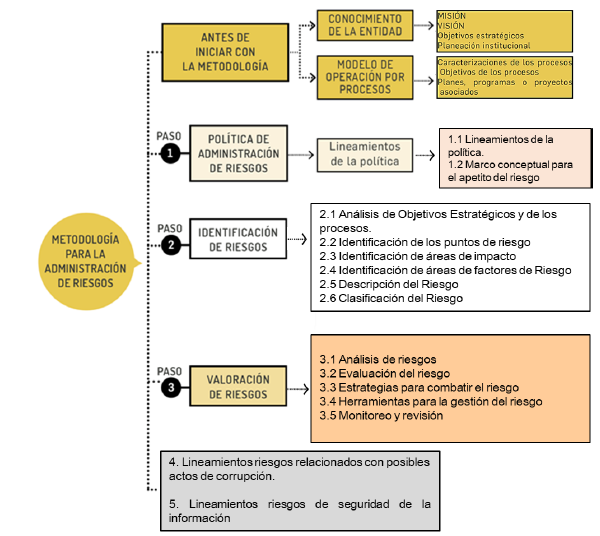 METODOLOGÍA
PARA LA
ADMINISTRACIÓN
DE RIESGOS
ANTES DE
INICIAR CON
LA METODOLOGÍA
CONOCIMIENTO
DE LA ENTIDAD
MISIÓN
VISIÓN
Objetivos estratégicos
Planeación institucional
MODELO DE
OPERACIÓN POR
PROCESOS
Caracterizaciones de los procesos
Objetivos de los procesos
Planes, programas o proyectos
asociados
PASO
1
POLÍTICA DE
ADMINISTRACIÓN
DE RIESGOS
Lineamientos
de la política
1.1 Lineamientos de la
política.
1.2 Marco conceptual para
el apetito del riesgo
PASO
2
IDENTIFICACIÓN
DE RIESGOS
2.1 Análisis de Objetivos Estratégicos y de los
procesos.
2.2 Identificación de los puntos de riesgo
2.3 Identificación de áreas de impacto
2.4 Identificación de áreas de factores de Riesgo
2.5 Descripción del Riesgo
2.6 Clasificación del Riesgo
PASO
3
VALORACIÓN
DE RIESGOS
3.1 Análisis de riesgos
3.2 Evaluación del riesgo
3.3 Estrategias para combatir el riesgo
3.4 Herramientas para la gestión del riesgo
3.5 Monitoreo y revisión
4. Lineamientos riesgos relacionados con posibles
actos de corrupción.
5. Lineamientos riesgos de seguridad de la
información